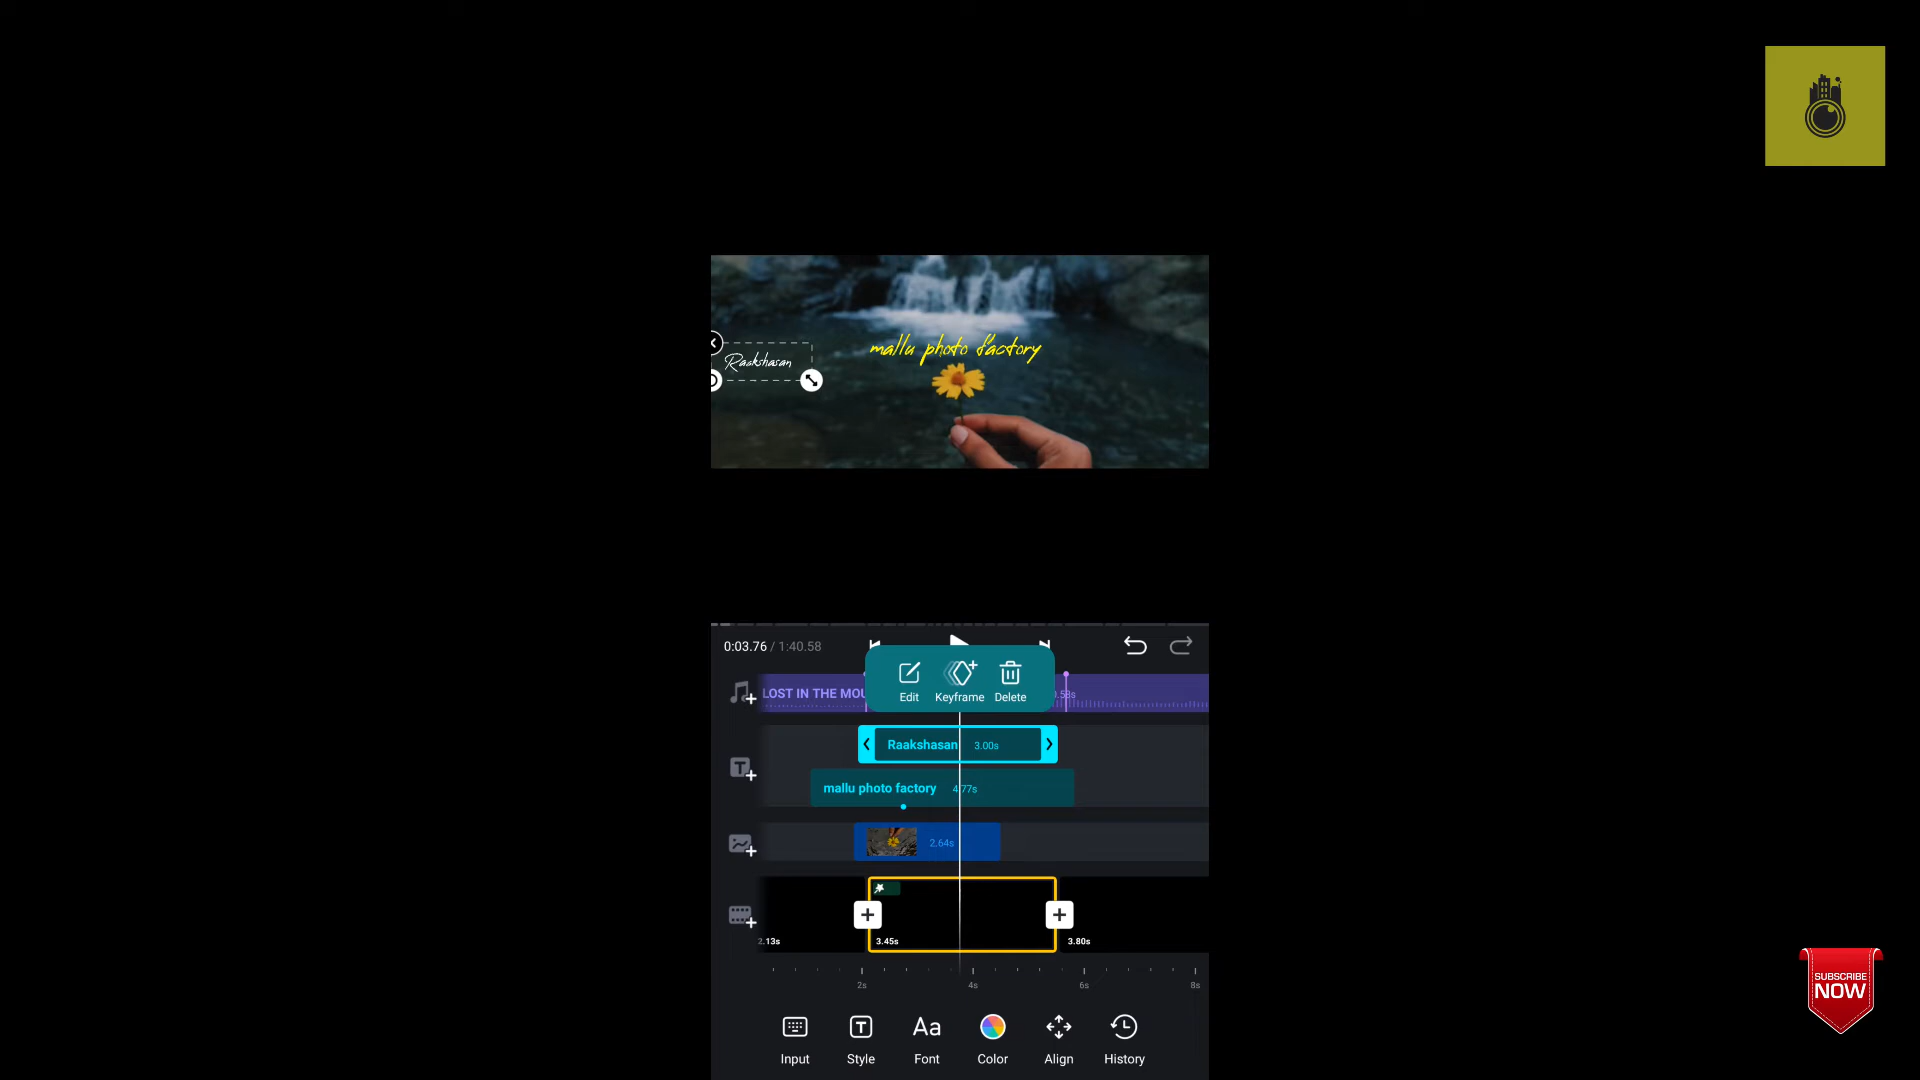 mallu photo factory
Raakshasan
0:03.76 / 1:40.58
Edit Keyframe Delete
LOST IN THE MOU
Raakshasan 3.00s
mallu photo factory 4.77s
2.64s
2.13s 3.45s 3.80s
2s 4s 6s 8s
Input Style Font Color Align History
SUBSCRIBE
NOW